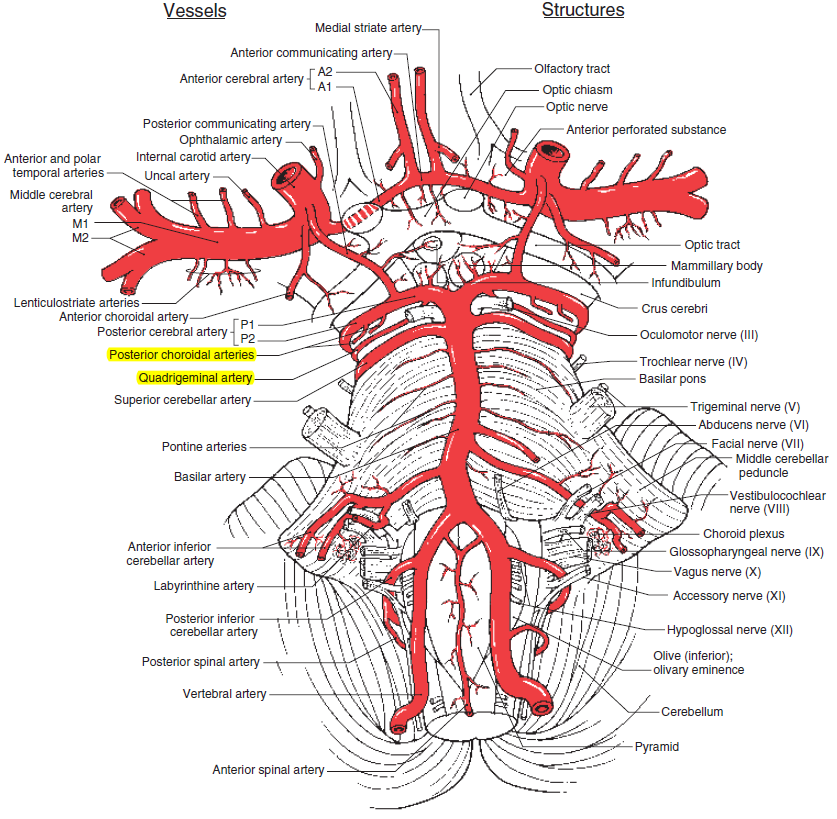 Vessels
Structures
Medial striate artery
Anterior communicating artery
Anterior cerebral artery
A2
A1
Posterior communicating artery
Ophthalamic artery
Internal carotid artery
Anterior and polar
temporal arteries
Uncal artery
Middle cerebral
artery
M1
M2
Lenticulostriate arteries
Anterior choroidal artery
Posterior cerebral artery
P1
P2
Posterior choroidal arteries
Quadrigeminal artery
Superior cerebellar artery
Pontine arteries
Basilar artery
Anterior inferior
cerebellar artery
Labyrinthine artery
Posterior inferior
cerebellar artery
Posterior spinal artery
Vertebral artery
Anterior spinal artery
Olfactory tract
Optic chiasm
Optic nerve
Anterior perforated substance
Optic tract
Mammillary body
Infundibulum
Crus cerebri
Oculomotor nerve (III)
Trochlear nerve (IV)
Basilar pons
Trigeminal nerve (V)
Abducens nerve (VI)
Facial nerve (VII)
Middle cerebellar
peduncle
Vestibulocochlear
nerve (VIII)
Choroid plexus
Glossopharyngeal nerve (IX)
Vagus nerve (X)
Accessory nerve (XI)
Hypoglossal nerve (XII)
Olive (inferior);
olivary eminence
Cerebellum
Pyramid